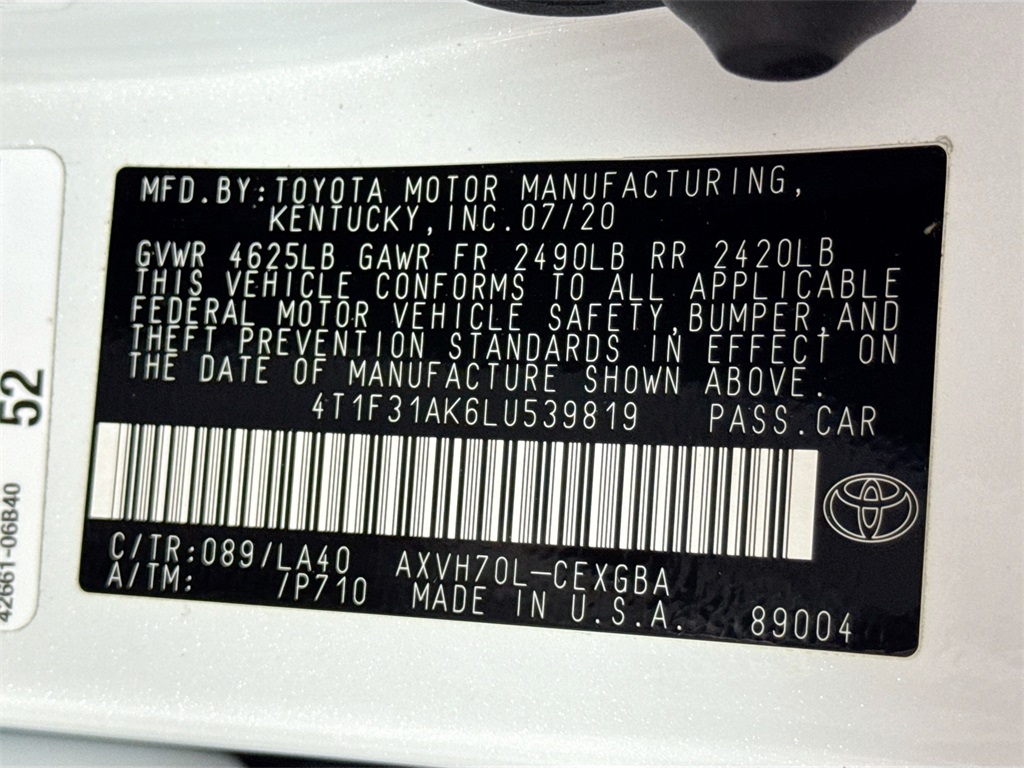 MFD.BY:TOYOTA MOTOR MANUFACTURING,
KENTUCKY,INC.07/20
GVWR 4625LB GAWR FR 2490LB RR 2420LB
THIS VEHICLE CONFORMS TO ALL APPLICABLE
FEDERAL MOTOR VEHICLE SAFETY,BUMPER,AND
THEFT PREVENTION STANDARDS IN EFFECT ON
THE DATE OF MANUFACTURE SHOWN ABOVE.
4T1F31AK6LU539819 PASS.CAR
C/TR:089/LA40 AXVH70L-CEXGBA
A/TM: /P710 MADE IN U.S.A. 89004
52
42661-06B40